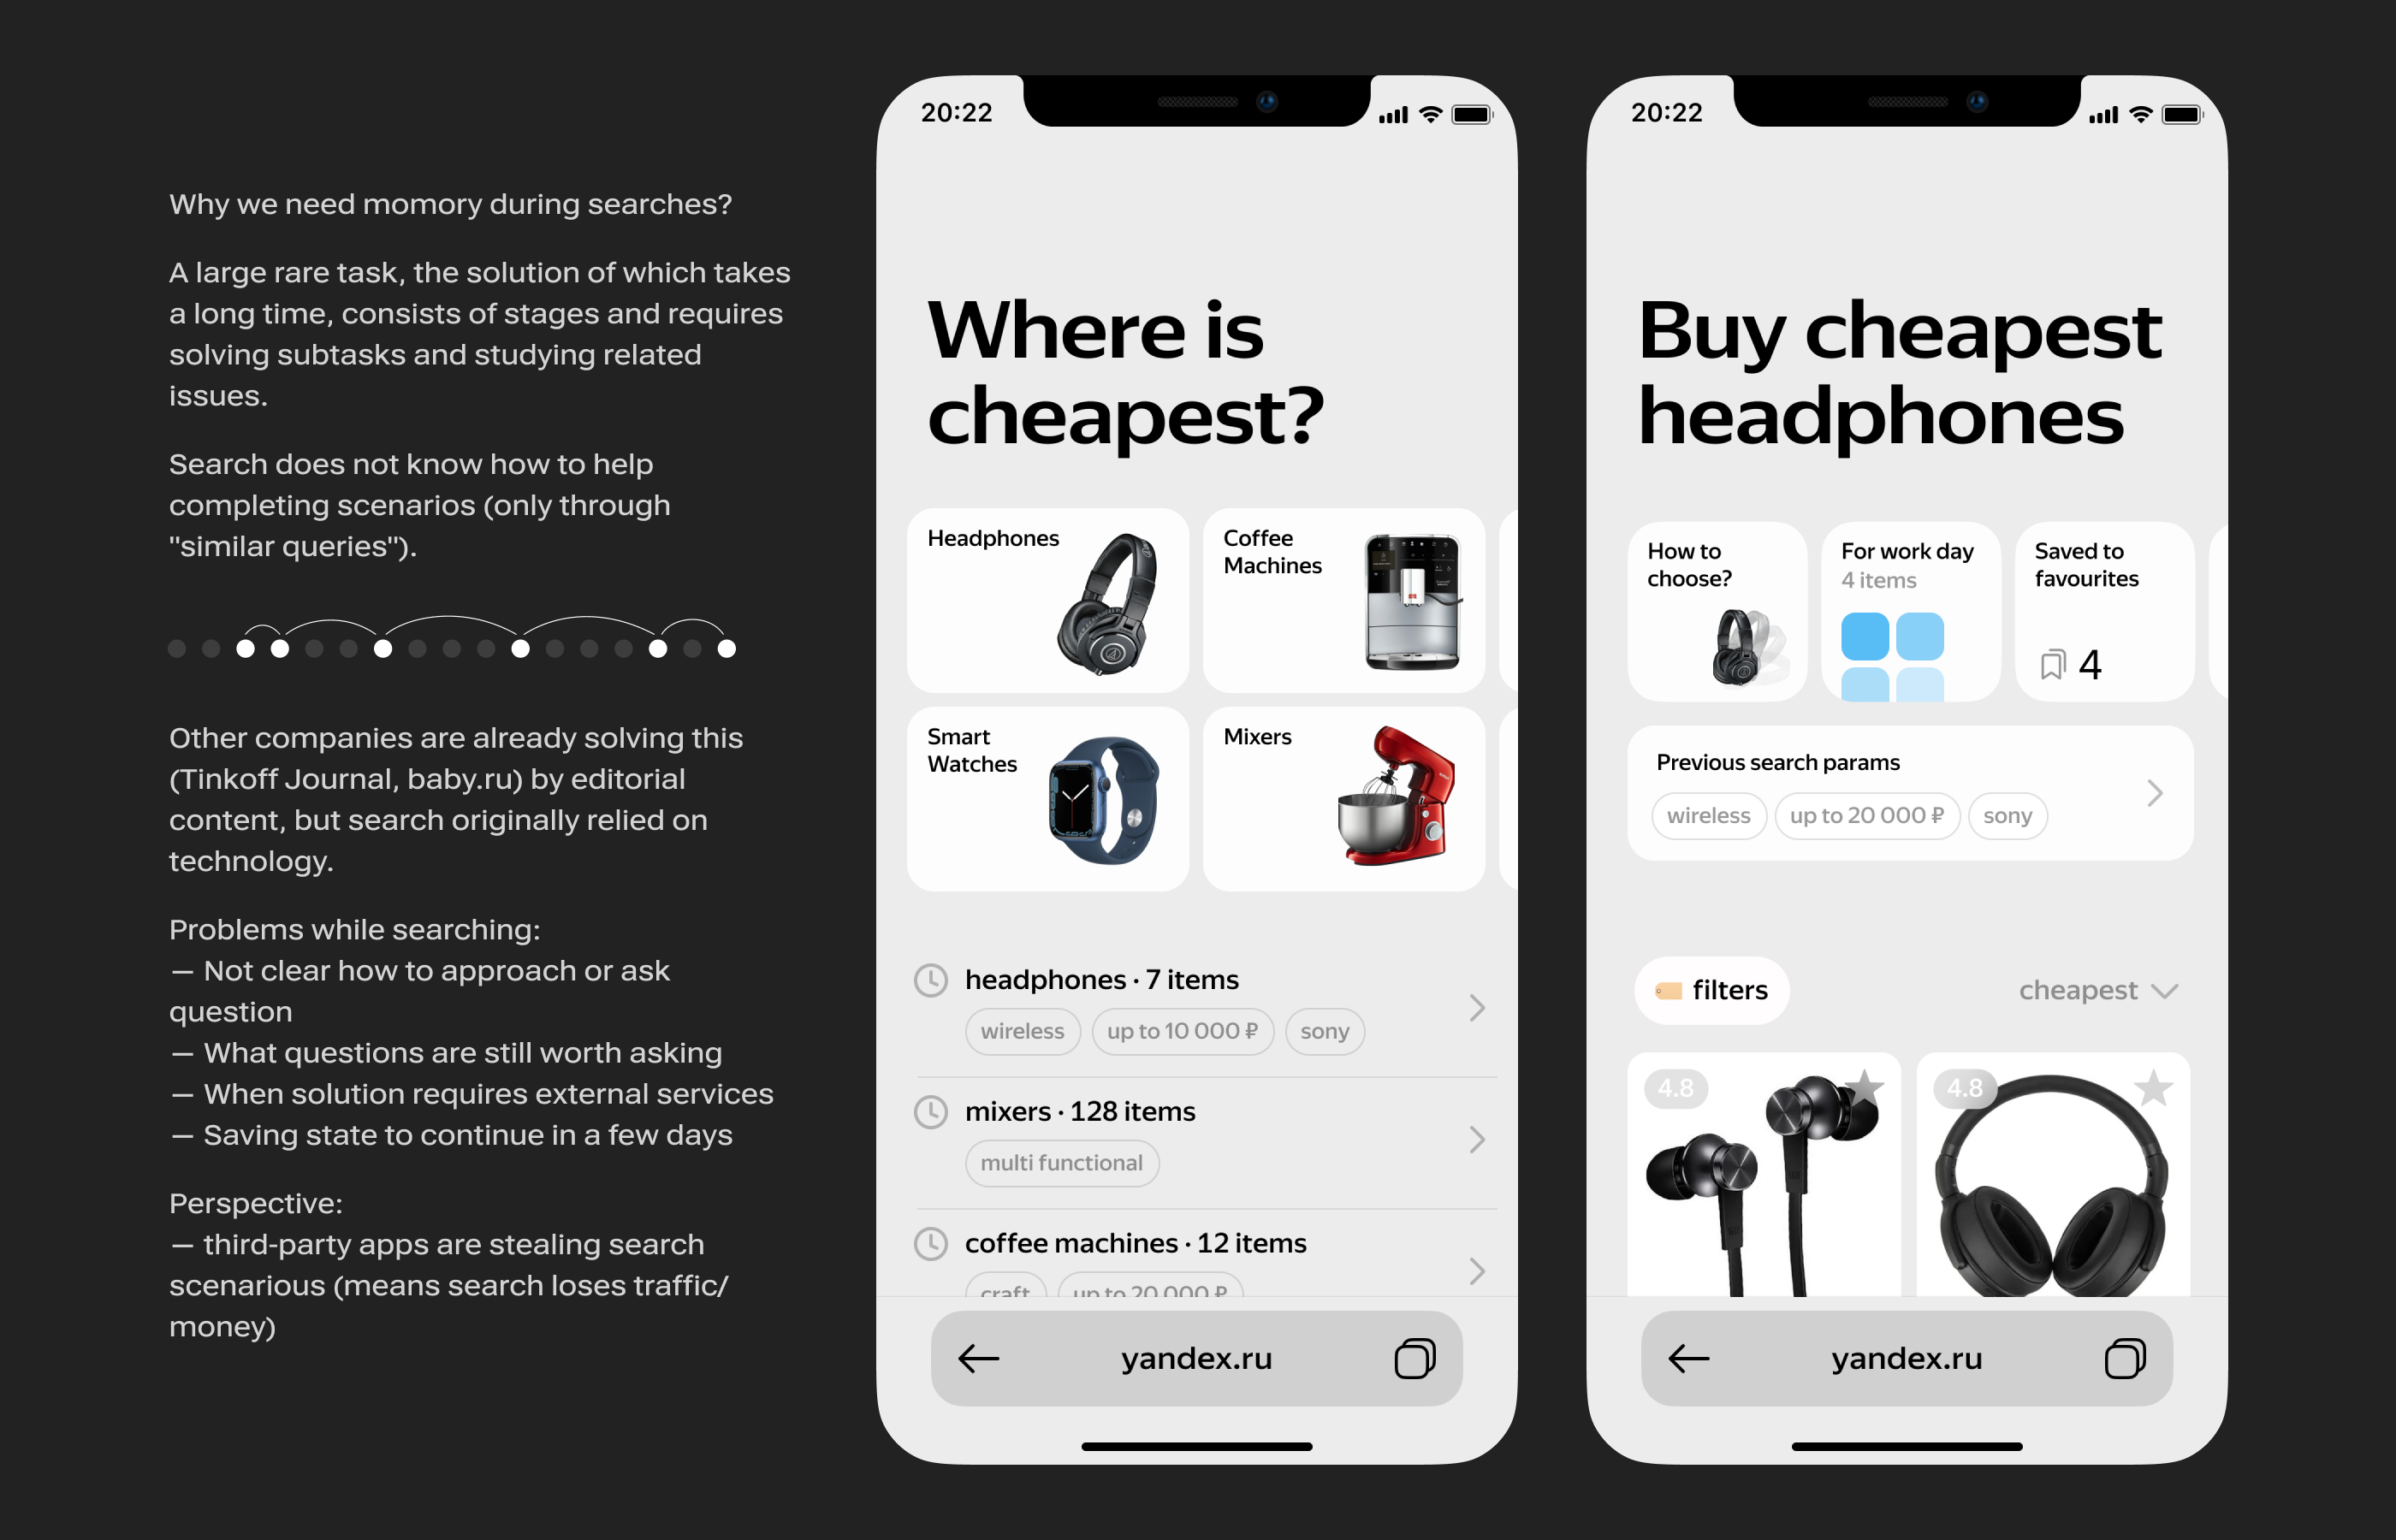 Why we need momory during searches?
A large rare task, the solution of which takes
a long time, consists of stages and requires
solving subtasks and studying related
issues.
Search does not know how to help
completing scenarios (only through
"similar queries").
Other companies are already solving this
(Tinkoff Journal, baby.ru) by editorial
content, but search originally relied on
technology.
Problems while searching:
— Not clear how to approach or ask
question
— What questions are still worth asking
— When solution requires external services
— Saving state to continue in a few days
Perspective:
— third-party apps are stealing search
scenarious (means search loses traffic/
money)
20:22
Where is
cheapest?
Headphones
Coffee
Machines
Smart
Watches
Mixers
headphones · 7 items
wireless
up to 10 000 ₽
sony
mixers · 128 items
multi functional
coffee machines · 12 items
craft
up to 20 000 ₽
yandex.ru
20:22
Buy cheapest
headphones
How to
choose?
For work day
4 items
Saved to
favourites
4
Previous search params
wireless
up to 20 000 ₽
sony
filters
cheapest
4.8
4.8
yandex.ru